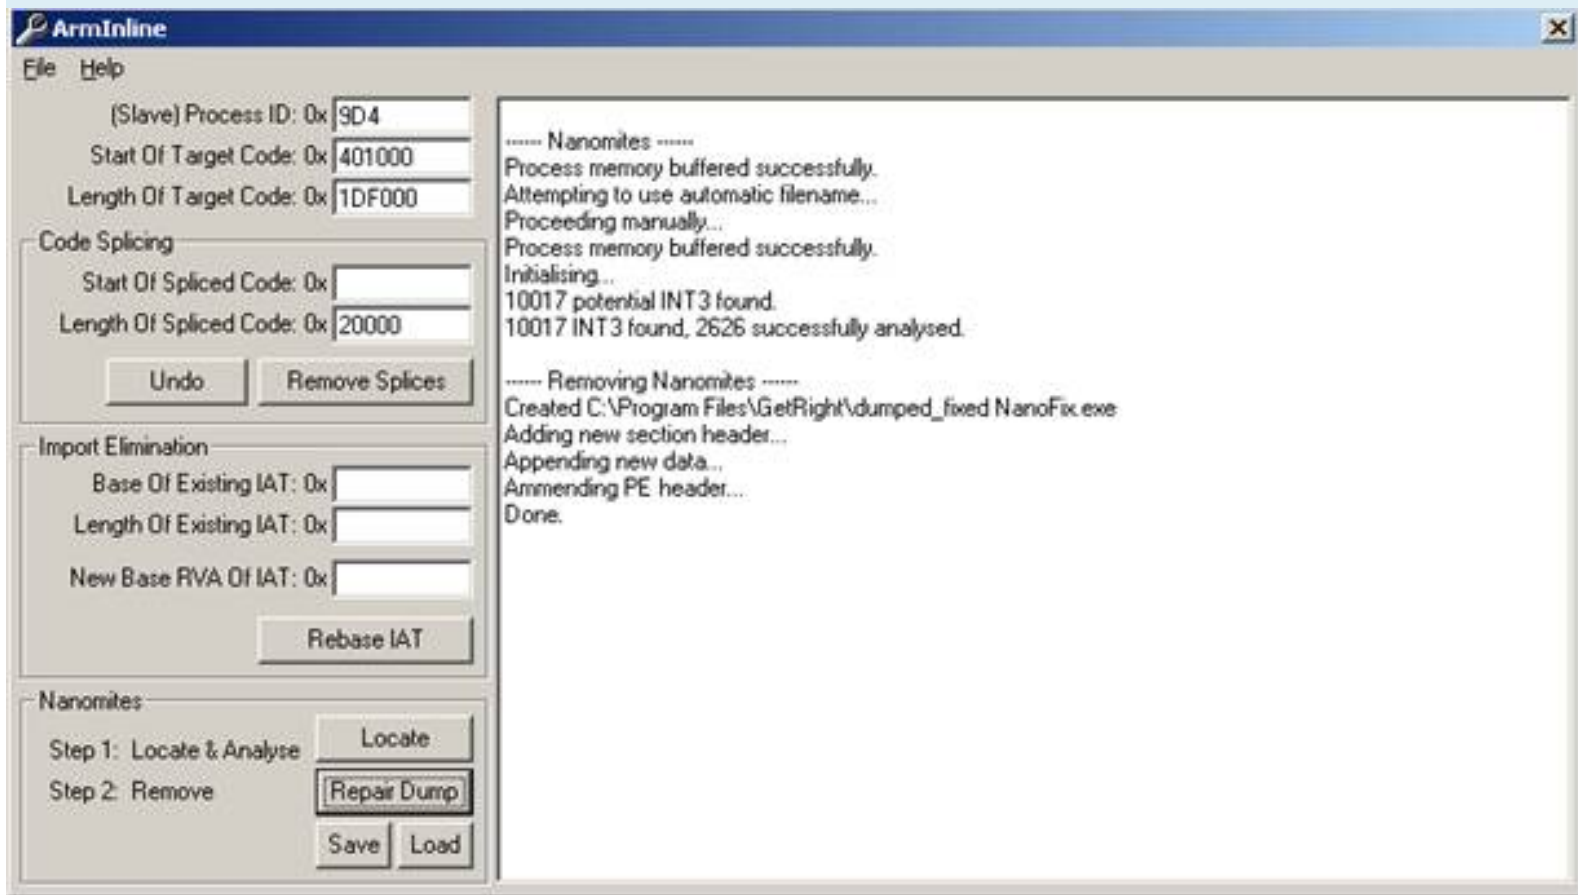 ArmInline
File Help
(Slave) Process ID: 0x 9D4
Start Of Target Code: 0x 401000
Length Of Target Code: 0x 1DF000
Code Splicing
Start Of Spliced Code: 0x
Length Of Spliced Code: 0x 20000
Undo Remove Splices
Import Elimination
Base Of Existing IAT: 0x
Length Of Existing IAT: 0x
New Base RVA Of IAT: 0x
Rebase IAT
Nanomites
Step 1: Locate & Analyse Locate
Step 2: Remove Repair Dump
Save Load
------ Nanomites ------
Process memory buffered successfully.
Attempting to use automatic filename...
Proceeding manually...
Process memory buffered successfully.
Initialising...
10017 potential INT3 found.
10017 INT3 found, 2626 successfully analysed.
------ Removing Nanomites ------
Created C:\Program Files\GetRight\dumped_fixed NanoFix.exe
Adding new section header...
Appending new data...
Ammending PE header...
Done.